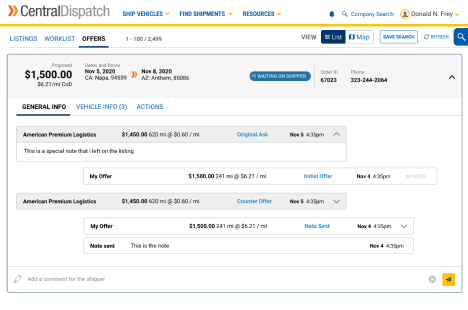 CentralDispatch SHIP VEHICLES FIND SHIPMENTS RESOURCES Company Search Donald N. Frey
LISTINGS WORKLIST OFFERS 1 - 100 / 2,499 VIEW List Map SAVE SEARCH REFRESH
Proposed Dates and Route Order ID Phone
$1,500.00 Nov 5, 2020 Nov 8, 2020 WAITING ON SHIPPER 67023 323-244-2064
$6.21/mi CoD CA: Napa, 94559 AZ: Anthem, 85086
GENERAL INFO VEHICLE INFO (3) ACTIONS
American Premium Logistics $1,450.00 620 mi @ $0.60 / mi Original Ask Nov 5 4:35pm
This is a special note that i left on the listing
My Offer $1,500.00 241 mi @ $6.21 / mi Initial Offer Nov 4 4:35pm NO NOTES
American Premium Logistics $1,450.00 620 mi @ $0.60 / mi Counter Offer Nov 5 4:35pm
My Offer $1,500.00 241 mi @ $6.21 / mi Note Sent Nov 4 4:35pm
Note sent This is the note Nov 4 4:35pm
Add a comment for the shipper